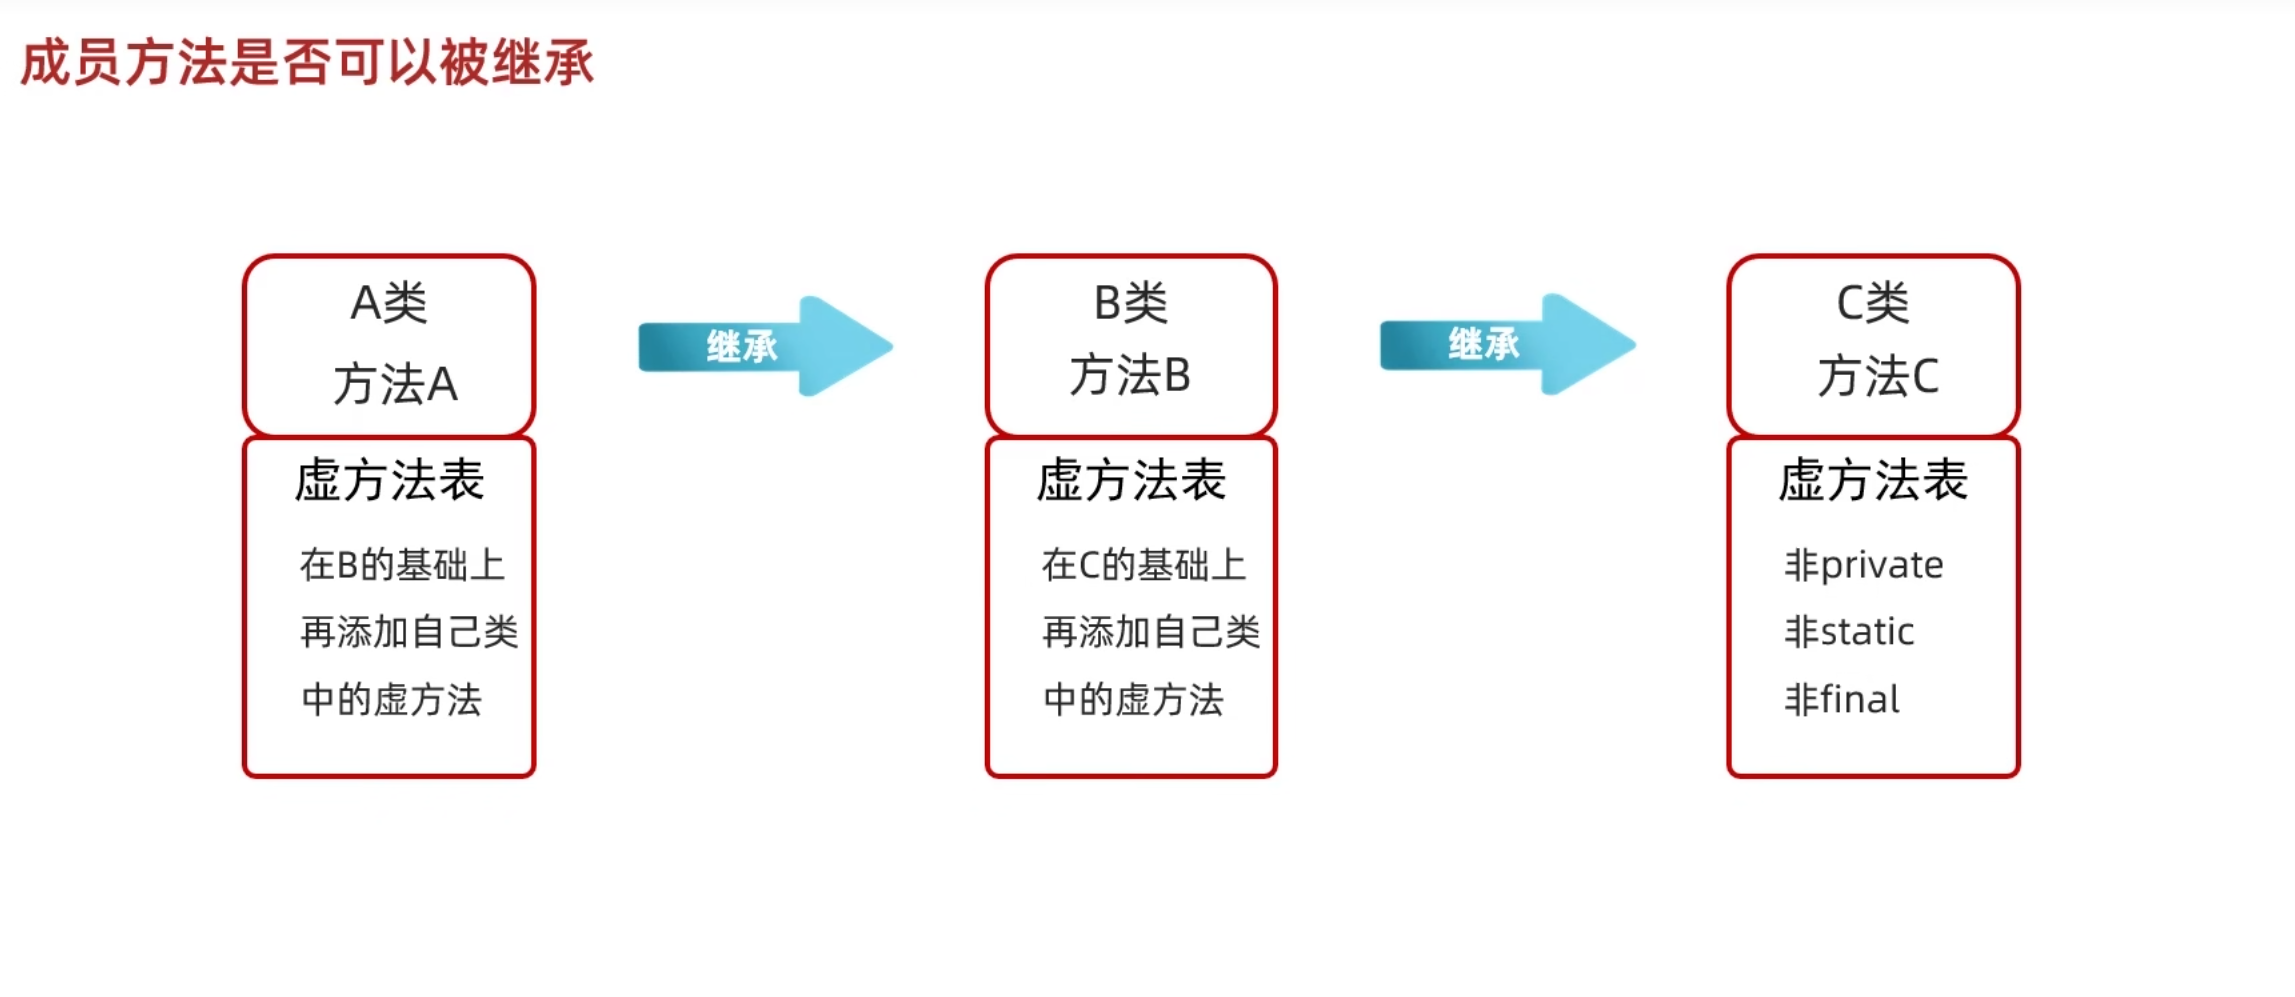 成员方法是否可以被继承
A类
方法A
虚方法表
在B的基础上
再添加自己类
中的虚方法
继承
B类
方法B
虚方法表
在C的基础上
再添加自己类
中的虚方法
继承
C类
方法C
虚方法表
非private
非static
非final